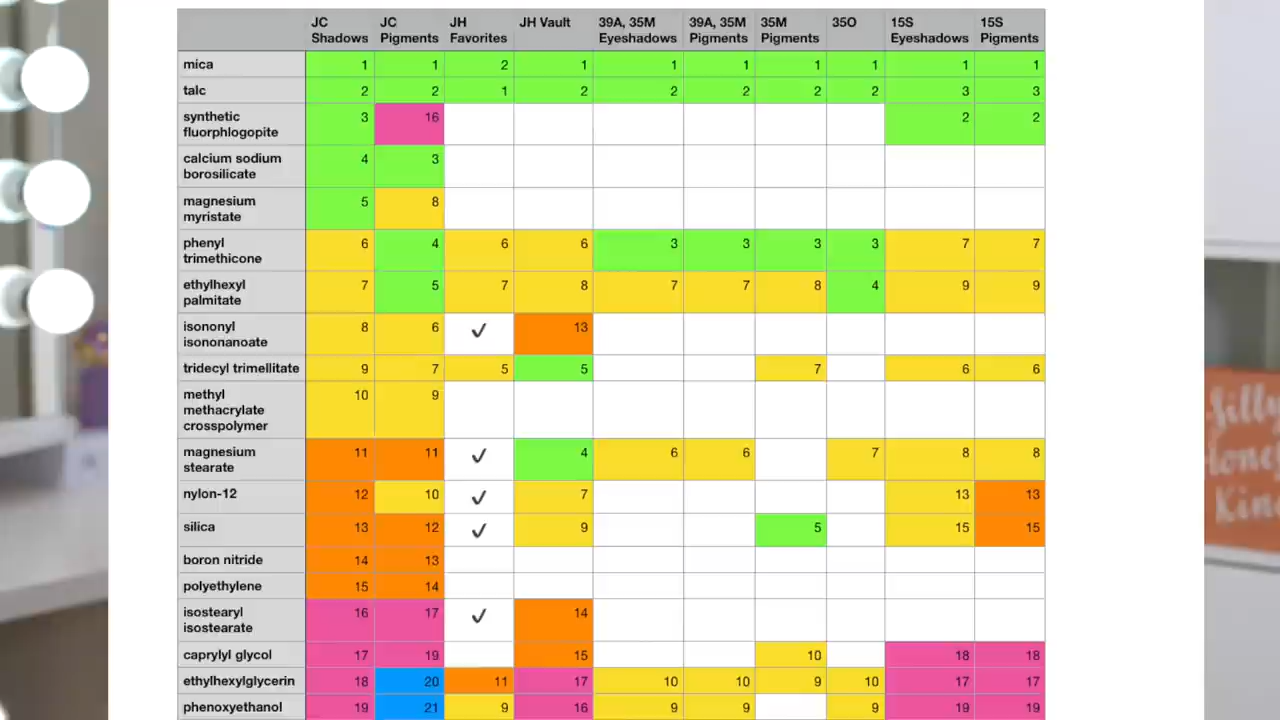 JC Shadows JC Pigments JH Favorites JH Vault 39A, 35M Eyeshadows 39A, 35M Pigments 35M Pigments 35O 15S Eyeshadows 15S Pigments
mica 1 1 2 1 1 1 1 1 1 1
talc 2 2 1 2 2 2 2 2 3 3
synthetic fluorphlogopite 3 16 2 2
calcium sodium borosilicate 4 3
magnesium myristate 5 8
phenyl trimethicone 6 4 6 6 3 3 3 3 7 7
ethylhexyl palmitate 7 5 7 8 7 7 8 4 9 9
isononyl isononanoate 8 6 ✓ 13
tridecyl trimellitate 9 7 5 5 7 6 6
methyl methacrylate crosspolymer 10 9
magnesium stearate 11 11 ✓ 4 6 6 7 8 8
nylon-12 12 10 ✓ 7 13 13
silica 13 12 ✓ 9 5 15 15
boron nitride 14 13
polyethylene 15 14
isostearyl isostearate 16 17 ✓ 14
caprylyl glycol 17 19 15 10 18 18
ethylhexylglycerin 18 20 11 17 10 10 9 10 17 17
phenoxyethanol 19 21 9 16 9 9 9 19 19